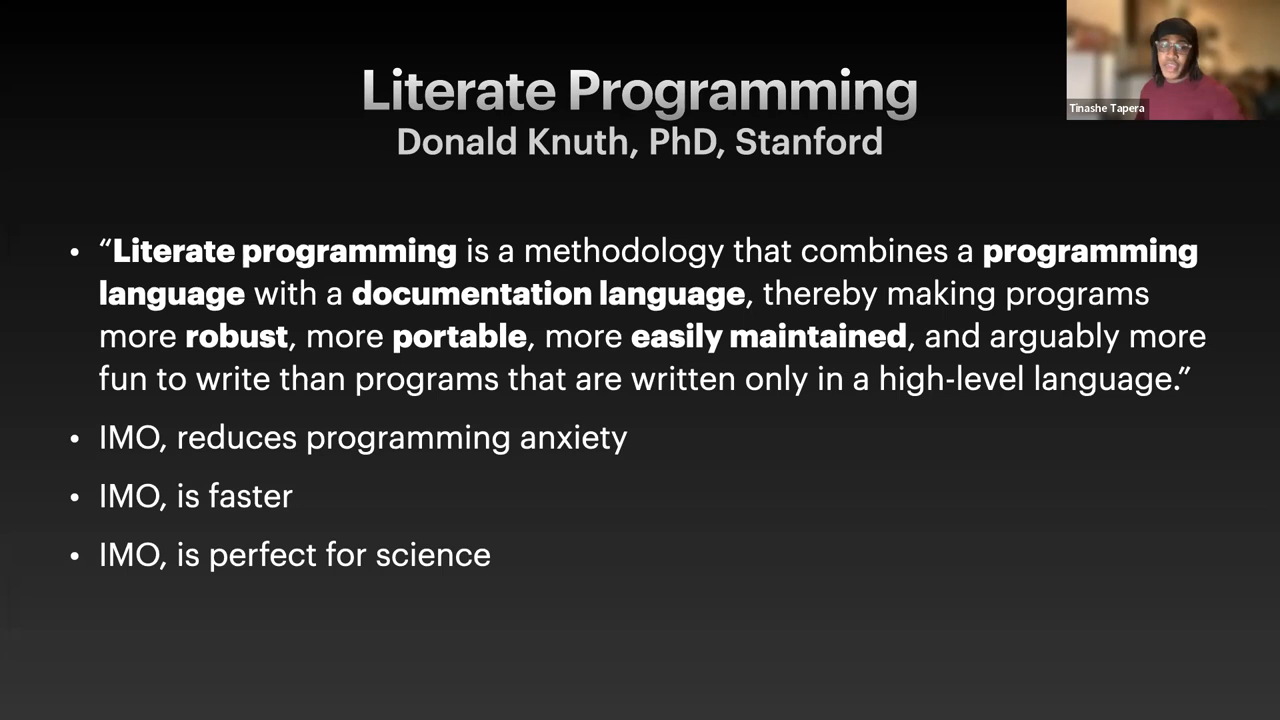 Literate Programming
Donald Knuth, PhD, Stanford
Tinashe Tapera
• “Literate programming is a methodology that combines a programming
language with a documentation language, thereby making programs
more robust, more portable, more easily maintained, and arguably more
fun to write than programs that are written only in a high-level language.”
• IMO, reduces programming anxiety
• IMO, is faster
• IMO, is perfect for science